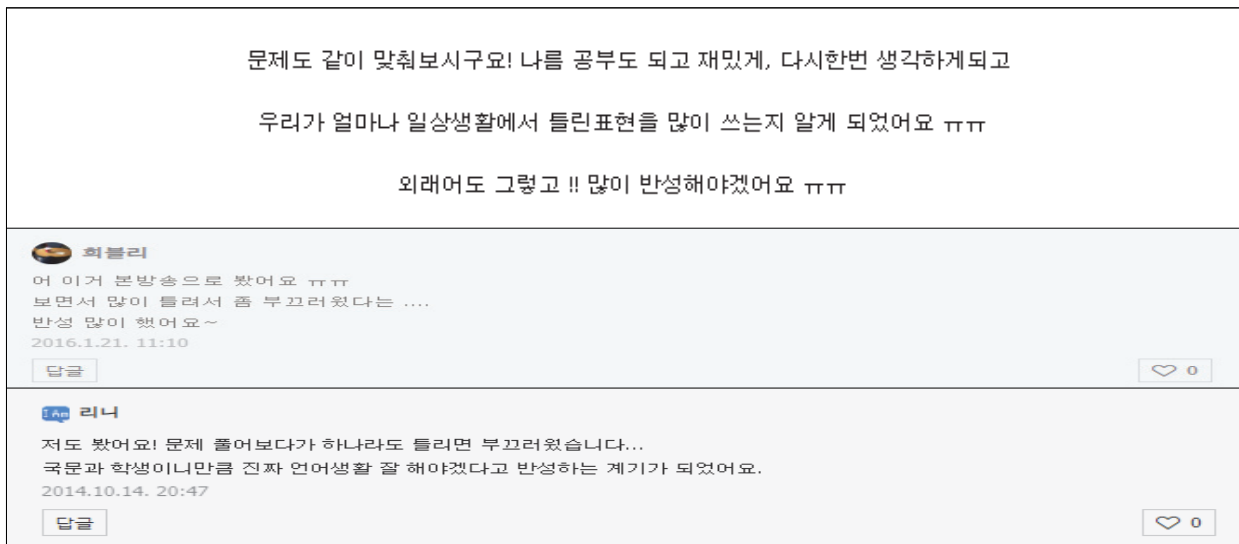 문제도 같이 맞춰보시구요! 나름 공부도 되고 재밌게, 다시한번 생각하게되고
우리가 얼마나 일상생활에서 틀린표현을 많이 쓰는지 알게 되었어요 ㅠㅠ
외래어도 그렇고 !! 많이 반성해야겠어요 ㅠㅠ
희블리
어 이거 본방송으로 봤어요 ㅠㅠ
보면서 많이 틀려서 좀 부끄러웠다는 ....
반성 많이 했어요~
2016.1.21. 11:10
답글
0
I Am 리니
저도 봤어요! 문제 풀어보다가 하나라도 틀리면 부끄러웠습니다...
국문과 학생이니만큼 진짜 언어생활 잘 해야겠다고 반성하는 계기가 되었어요.
2014.10.14. 20:47
답글
0